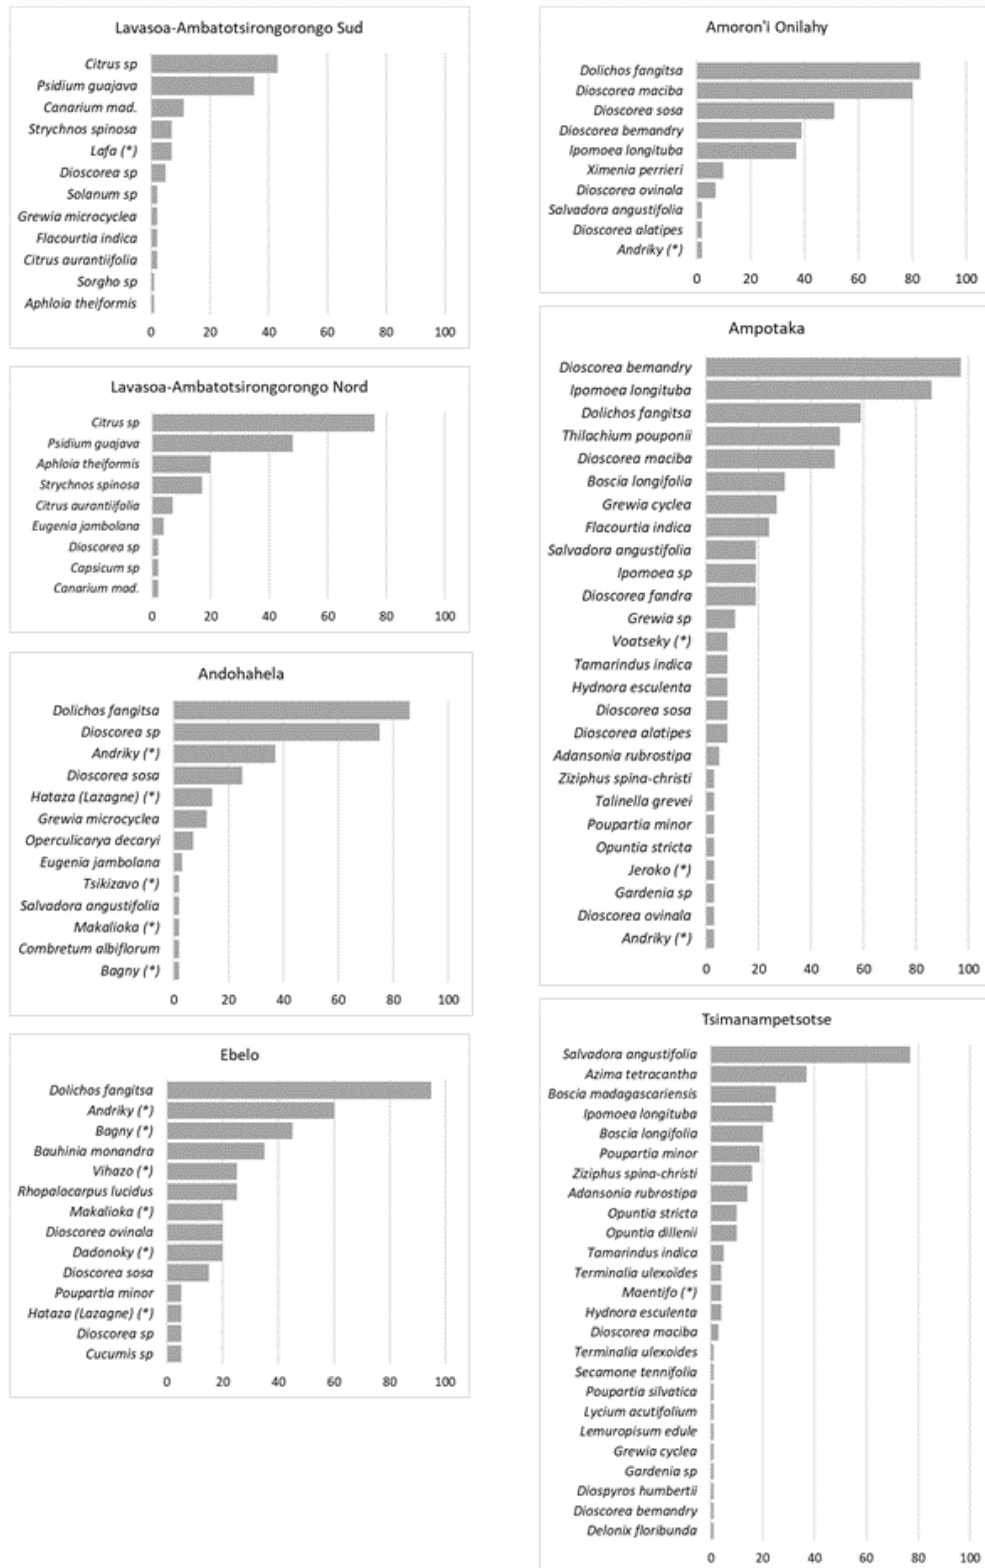 Lavasoa-Ambatotsirongorongo Sud
Citrus sp
Psidium guajava
Canarium mad.
Strychnos spinosa
Lafa (*)
Dioscorea sp
Solanum sp
Grewia microcyclea
Flacourtia indica
Citrus aurantiifolia
Sorgho sp
Aphloia theiformis
0 20 40 60 80 100
Lavasoa-Ambatotsirongorongo Nord
Citrus sp
Psidium guajava
Aphloia theiformis
Strychnos spinosa
Citrus aurantiifolia
Eugenia jambolana
Dioscorea sp
Capsicum sp
Canarium mad.
0 20 40 60 80 100
Andohahela
Dolichos fangitsa
Dioscorea sp
Andriky (*)
Dioscorea sosa
Hataza (Lazagne) (*)
Grewia microcyclea
Operculicarya decaryi
Eugenia jambolana
Tsikizavo (*)
Salvadora angustifolia
Makalioka (*)
Combretum albiflorum
Bagny (*)
0 20 40 60 80 100
Ebelo
Dolichos fangitsa
Andriky (*)
Bagny (*)
Bauhinia monandra
Vihazo (*)
Rhopalocarpus lucidus
Makalioka (*)
Dioscorea ovinala
Dadonoky (*)
Dioscorea sosa
Poupartia minor
Hataza (Lazagne) (*)
Dioscorea sp
Cucumis sp
0 20 40 60 80 100
Amoron'i Onilahy
Dolichos fangitsa
Dioscorea maciba
Dioscorea sosa
Dioscorea bemandry
Ipomoea longituba
Ximenia perrieri
Dioscorea ovinala
Salvadora angustifolia
Dioscorea alatipes
Andriky (*)
0 20 40 60 80 100
Ampotaka
Dioscorea bemandry
Ipomoea longituba
Dolichos fangitsa
Thilachium pouponii
Dioscorea maciba
Boscia longifolia
Grewia cyclea
Flacourtia indica
Salvadora angustifolia
Ipomoea sp
Dioscorea fandra
Grewia sp
Voatseky (*)
Tamarindus indica
Hydnora esculenta
Dioscorea sosa
Dioscorea alatipes
Adansonia rubrostipa
Ziziphus spina-christi
Talinella grevei
Poupartia minor
Opuntia stricta
Jeroko (*)
Gardenia sp
Dioscorea ovinala
Andriky (*)
0 20 40 60 80 100
Tsimanampetsotse
Salvadora angustifolia
Azima tetracantha
Boscia madagascariensis
Ipomoea longituba
Boscia longifolia
Poupartia minor
Ziziphus spina-christi
Adansonia rubrostipa
Opuntia stricta
Opuntia dillenii
Tamarindus indica
Terminalia ulexoïdes
Maentifo (*)
Hydnora esculenta
Dioscorea maciba
Terminalia ulexoides
Secamone tennifolia
Poupartia silvatica
Lycium acutifolium
Lemuropisum edule
Grewia cyclea
Gardenia sp
Diospyros humbertii
Dioscorea bemandry
Delonix floribunda
0 20 40 60 80 100